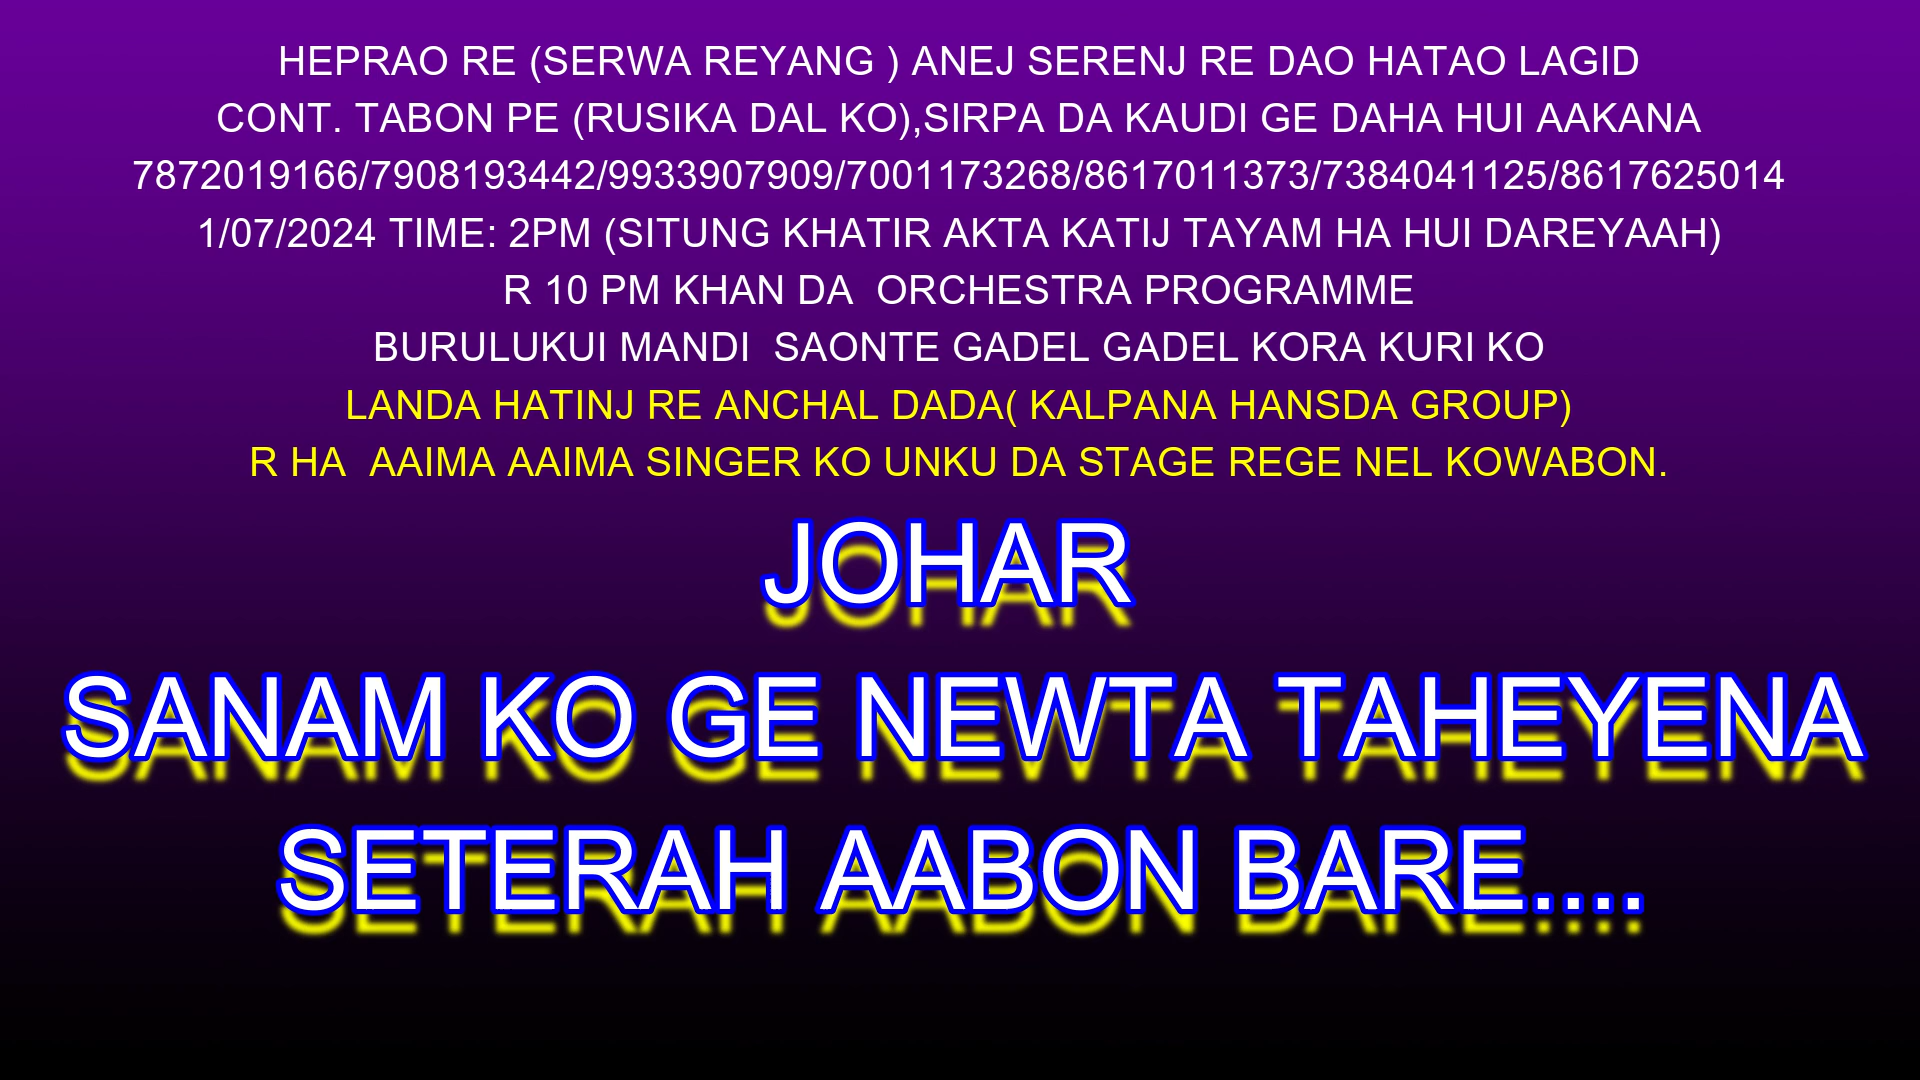 HEPRAO RE (SERWA REYANG ) ANEJ SERENJ RE DAO HATAO LAGID
CONT. TABON PE (RUSIKA DAL KO),SIRPA DA KAUDI GE DAHA HUI AAKANA
7872019166/7908193442/9933907909/7001173268/8617011373/7384041125/8617625014
1/07/2024 TIME: 2PM (SITUNG KHATIR AKTA KATIJ TAYAM HA HUI DAREYAAH)
R 10 PM KHAN DA  ORCHESTRA PROGRAMME
BURULUKUI MANDI  SAONTE GADEL GADEL KORA KURI KO
LANDA HATINJ RE ANCHAL DADA( KALPANA HANSDA GROUP)
R HA  AAIMA AAIMA SINGER KO UNKU DA STAGE REGE NEL KOWABON.
JOHAR
SANAM KO GE NEWTA TAHEYENA
SETERAH AABON BARE....